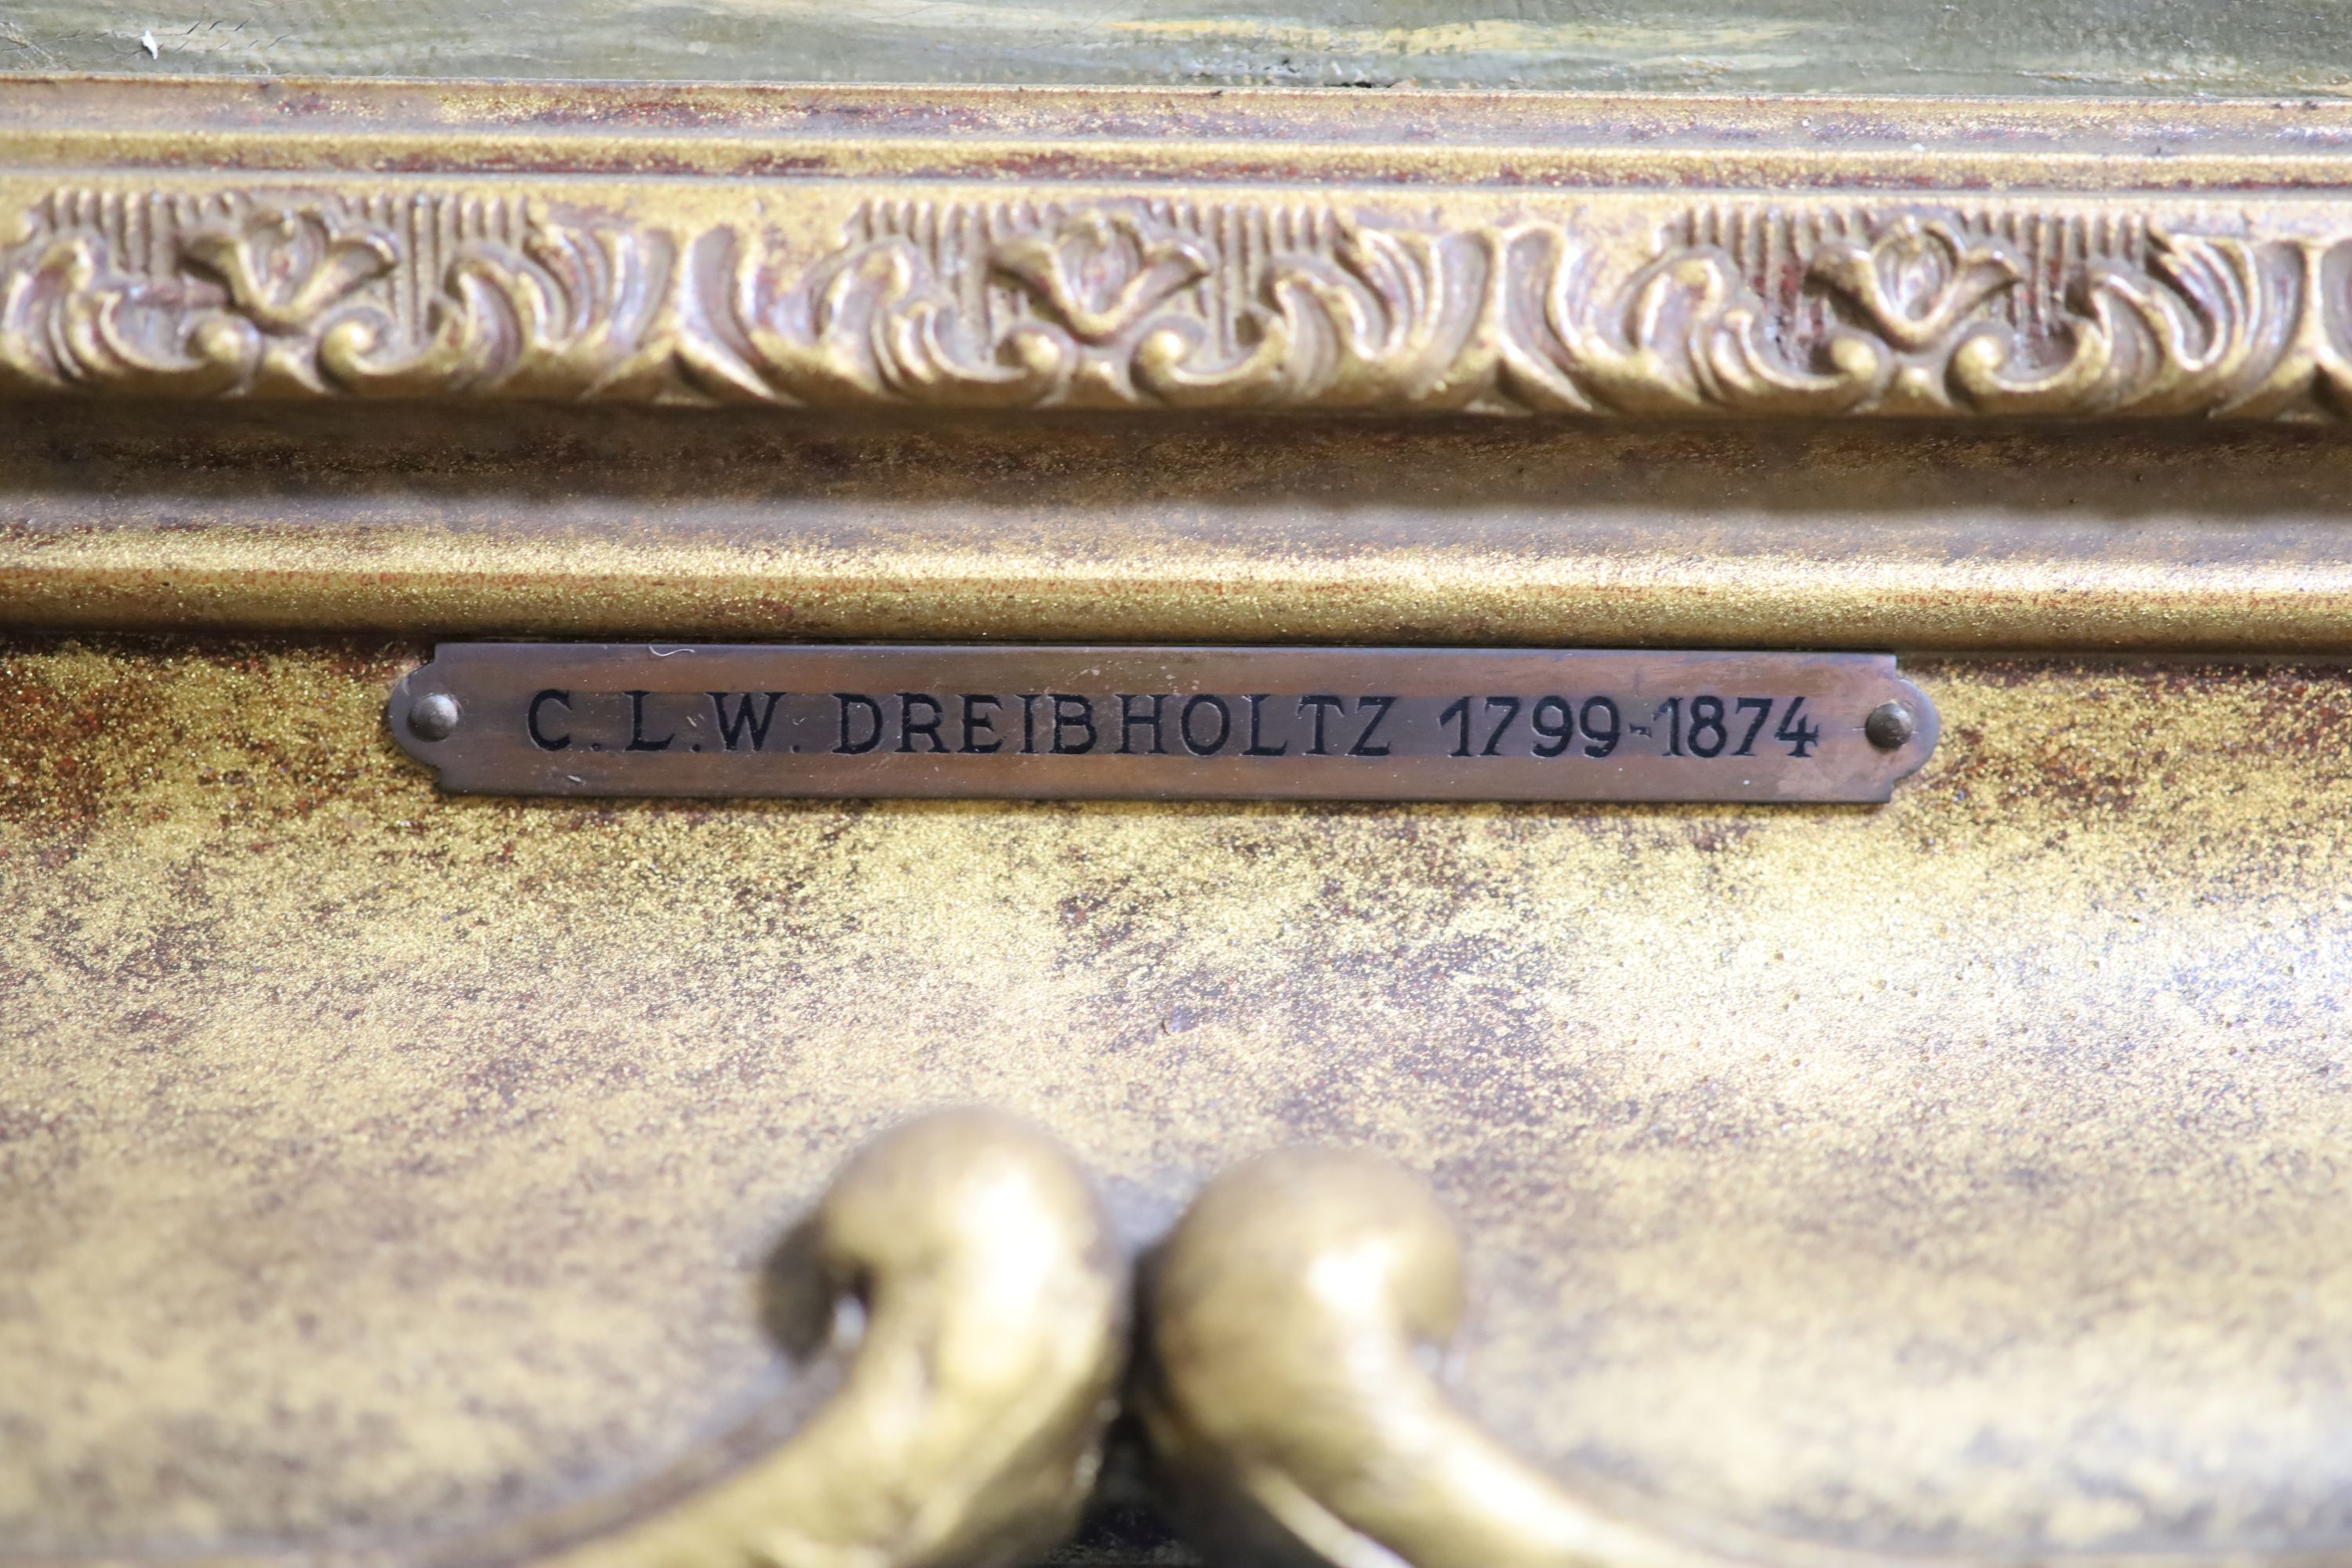 C. L. W. DREIBHOLTZ 1799-1874